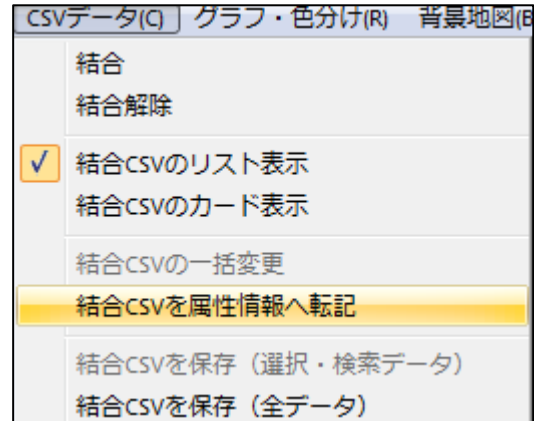 CSVデータ(C) グラフ・色分け(R) 背景地図(B
結合
結合解除
結合CSVのリスト表示
結合CSVのカード表示
結合CSVの一括変更
結合CSVを属性情報へ転記
結合CSVを保存（選択・検索データ）
結合CSVを保存（全データ）